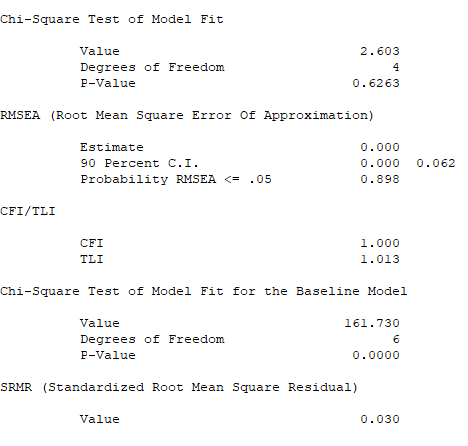 Chi-Square Test of Model Fit
Value 2.603
Degrees of Freedom 4
P-Value 0.6263
RMSEA (Root Mean Square Error Of Approximation)
Estimate 0.000
90 Percent C.I. 0.000 0.062
Probability RMSEA <= .05 0.898
CFI/TLI
CFI 1.000
TLI 1.013
Chi-Square Test of Model Fit for the Baseline Model
Value 161.730
Degrees of Freedom 6
P-Value 0.0000
SRMR (Standardized Root Mean Square Residual)
Value 0.030